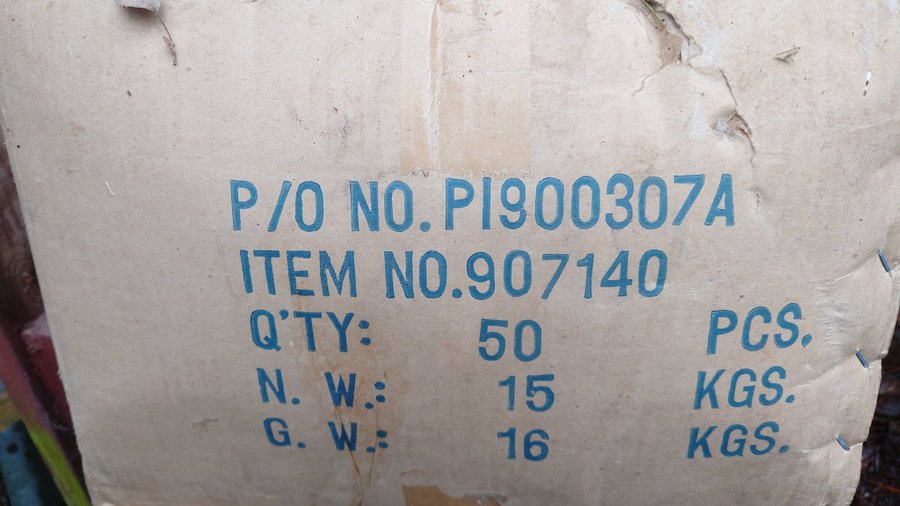 P/O NO. PI900307A
ITEM NO. 907140
Q'TY: 50 PCS.
N. W.: 15 KGS.
G. W.: 16 KGS.